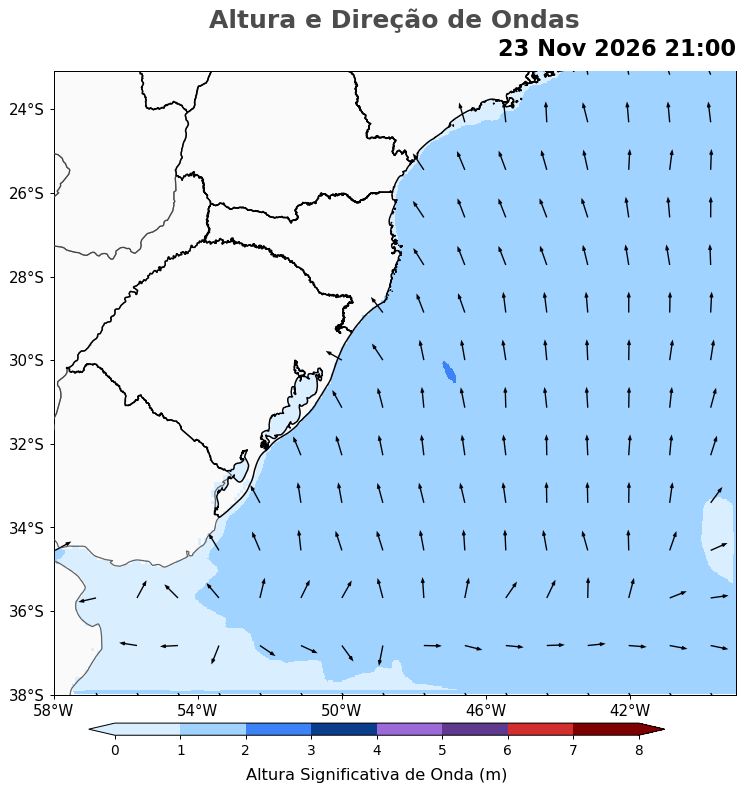 Altura e Direção de Ondas
23 Nov 2026 21:00
24°S
26°S
28°S
30°S
32°S
34°S
36°S
38°S
58°W 54°W 50°W 46°W 42°W
0 1 2 3 4 5 6 7 8
Altura Significativa de Onda (m)